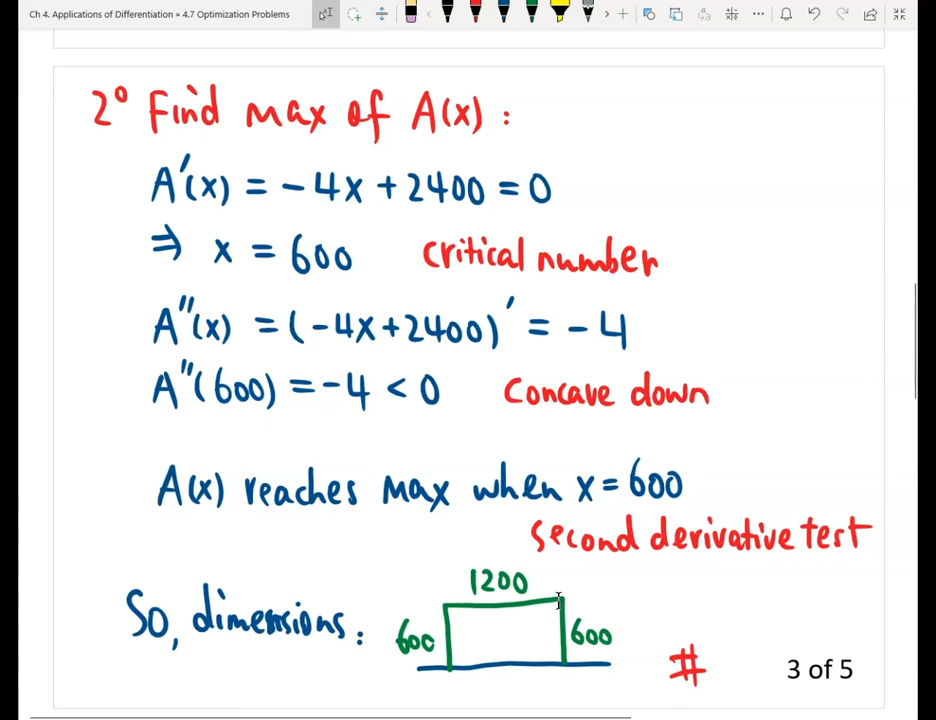 Ch 4. Applications of Differentiation » 4.7 Optimization Problems
2° Find max of A(x) :
A'(x) = -4x + 2400 = 0
⇒ x = 600 critical number
A''(x) = (-4x+2400)' = -4
A''(600) = -4 < 0 concave down
A(x) reaches max when x = 600
second derivative test
1200
So, dimensions : 600 600
# 3 of 5